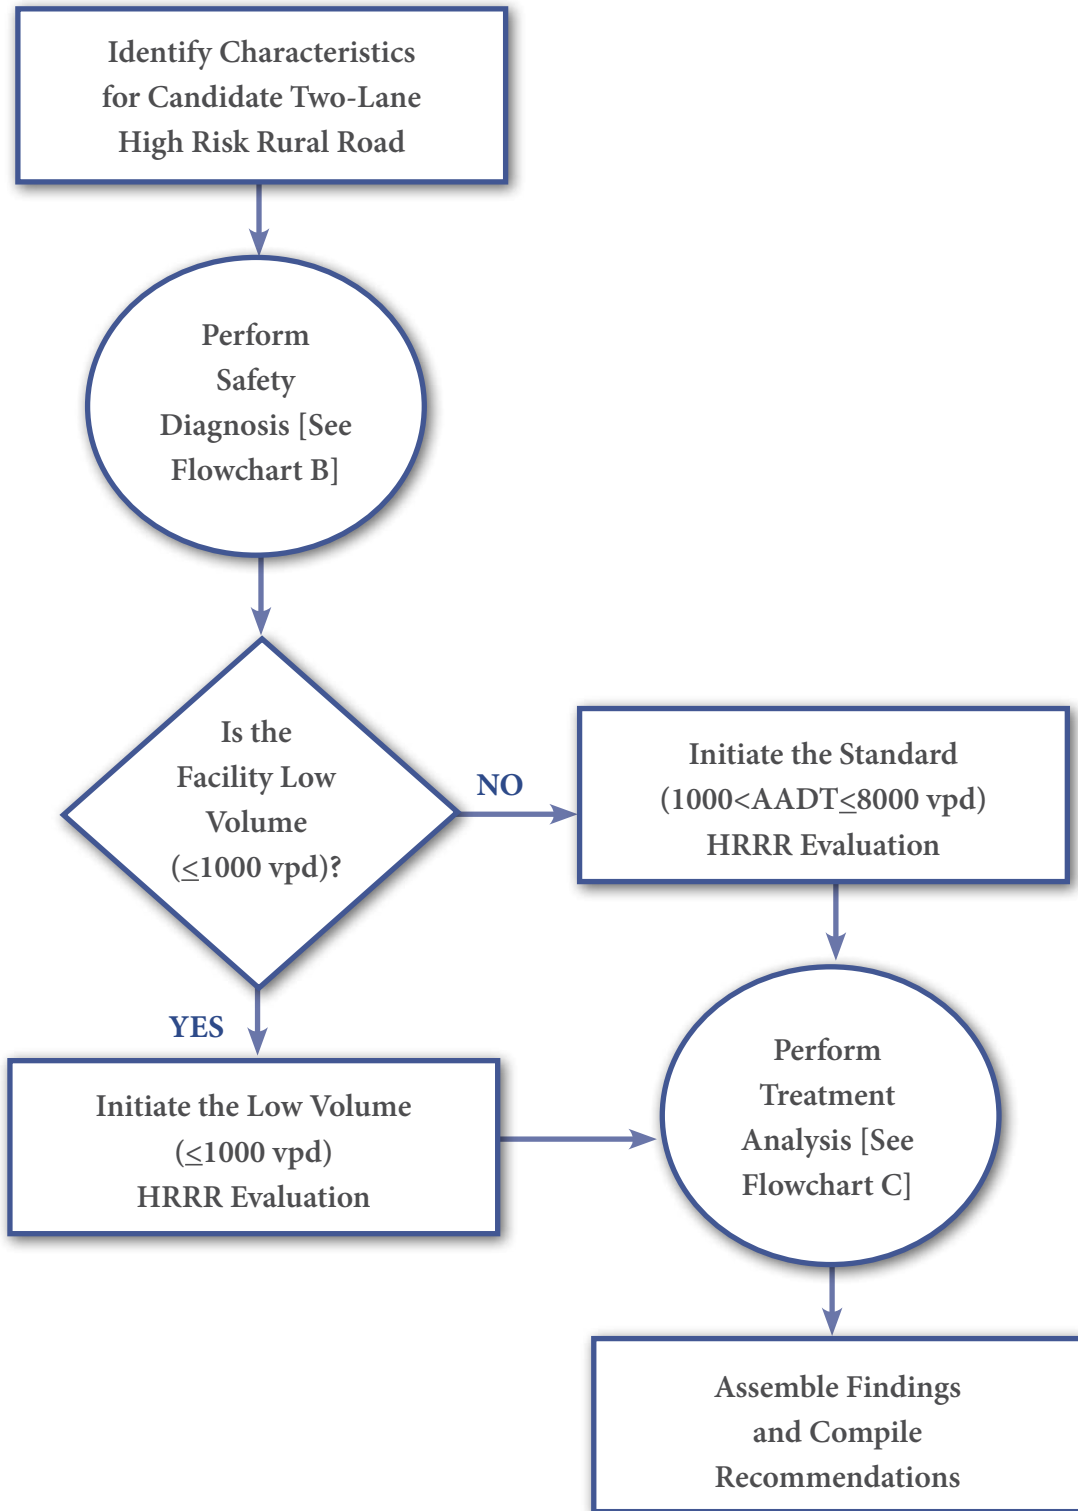 Identify Characteristics
for Candidate Two-Lane
High Risk Rural Road
Perform
Safety
Diagnosis [See
Flowchart B]
Is the
Facility Low
Volume
(≤1000 vpd)?
NO
Initiate the Standard
(1000<AADT≤8000 vpd)
HRRR Evaluation
YES
Initiate the Low Volume
(≤1000 vpd)
HRRR Evaluation
Perform
Treatment
Analysis [See
Flowchart C]
Assemble Findings
and Compile
Recommendations